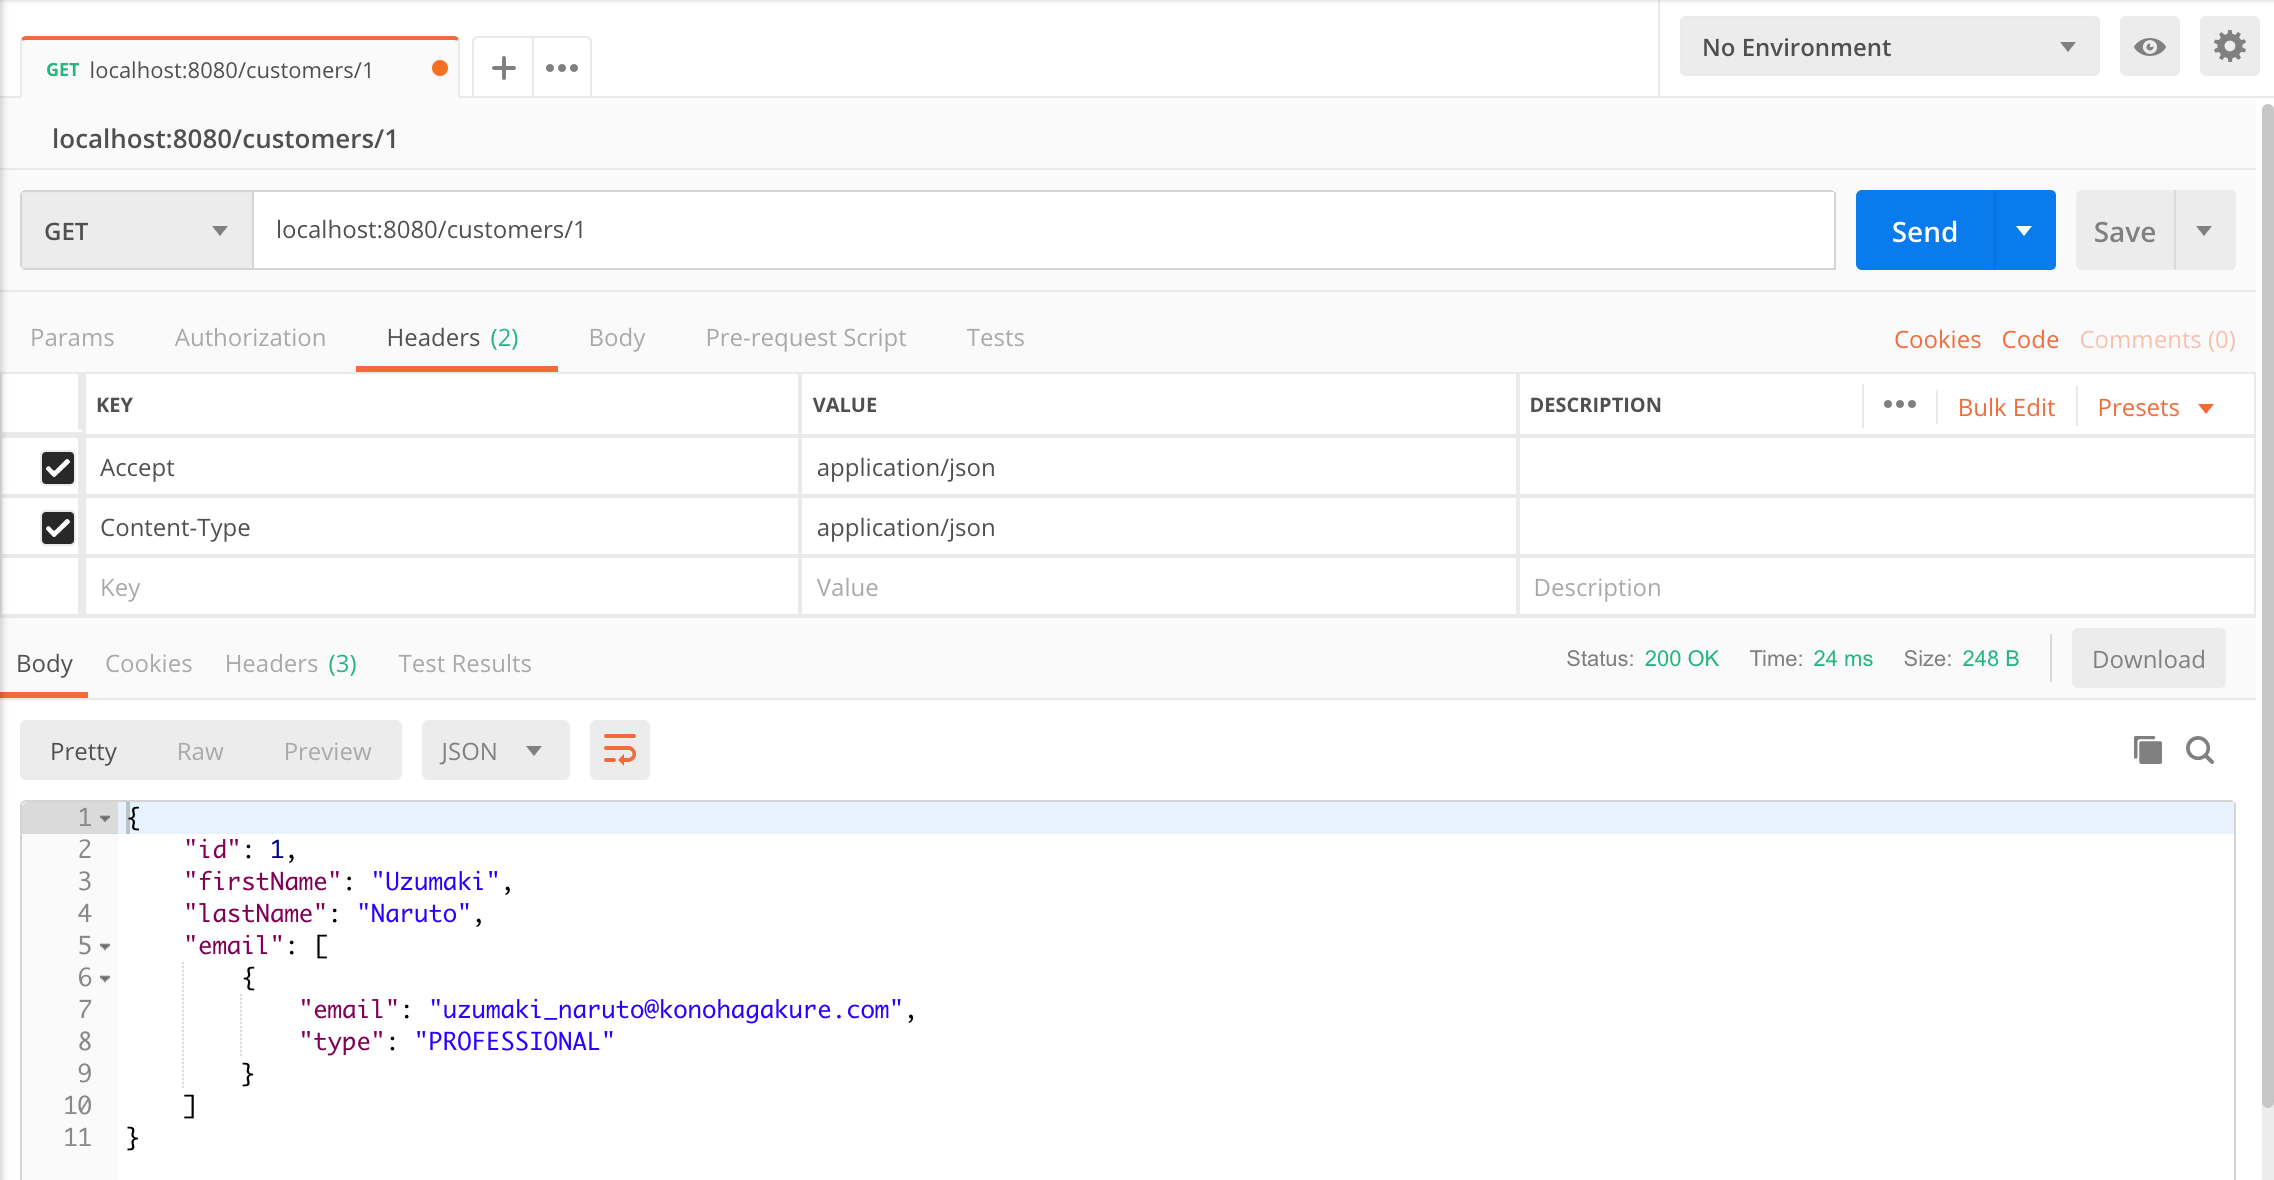 GET localhost:8080/customers/1
No Environment
localhost:8080/customers/1
GET localhost:8080/customers/1 Send Save
Params Authorization Headers (2) Body Pre-request Script Tests Cookies Code Comments (0)
KEY VALUE DESCRIPTION Bulk Edit Presets
Accept application/json
Content-Type application/json
Key Value Description
Body Cookies Headers (3) Test Results Status: 200 OK Time: 24 ms Size: 248 B Download
Pretty Raw Preview JSON
1 {
2 "id": 1,
3 "firstName": "Uzumaki",
4 "lastName": "Naruto",
5 "email": [
6 {
7 "email": "uzumaki_naruto@konohagakure.com",
8 "type": "PROFESSIONAL"
9 }
10 ]
11 }